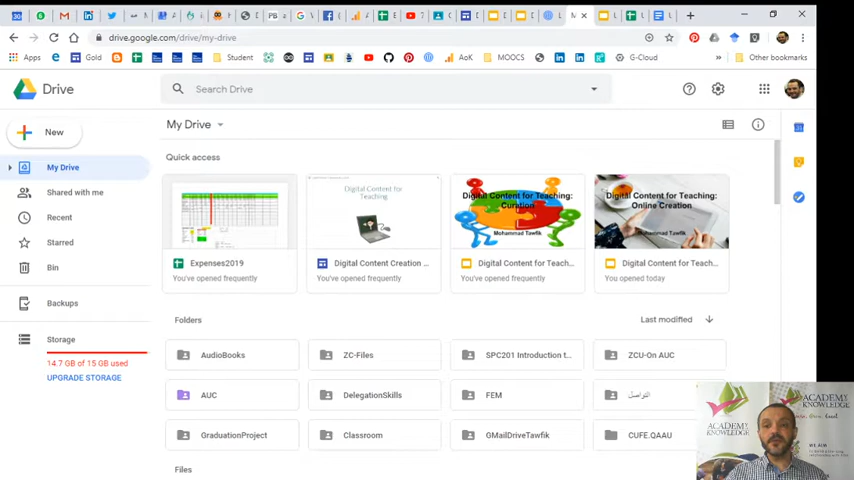 drive.google.com/drive/my-drive
Apps
Gold
Student
AoK
MOOCS
G-Cloud
Other bookmarks
Drive
Search Drive
New
My Drive
My Drive
Quick access
Shared with me
Recent
Starred
Bin
Backups
Storage
14.7 GB of 15 GB used
UPGRADE STORAGE
Digital Content for
Teaching
Digital Content for Teaching:
Curation
Mohammad Tawfik
Digital Content for Teaching:
Online Creation
Mohammad Tawfik
Expenses2019
You've opened frequently
Digital Content Creation ...
You've opened frequently
Digital Content for Teach...
You've opened frequently
Digital Content for Teach...
You opened today
Folders
Last modified
AudioBooks
ZC-Files
SPC201 Introduction t...
ZCU-On AUC
AUC
DelegationSkills
FEM
التواصل
GraduationProject
Classroom
GMailDriveTawfik
CUFE.QAAU
Files
ACADEMY
KNOWLEDGE
ACADEMY
KNOWLEDGE